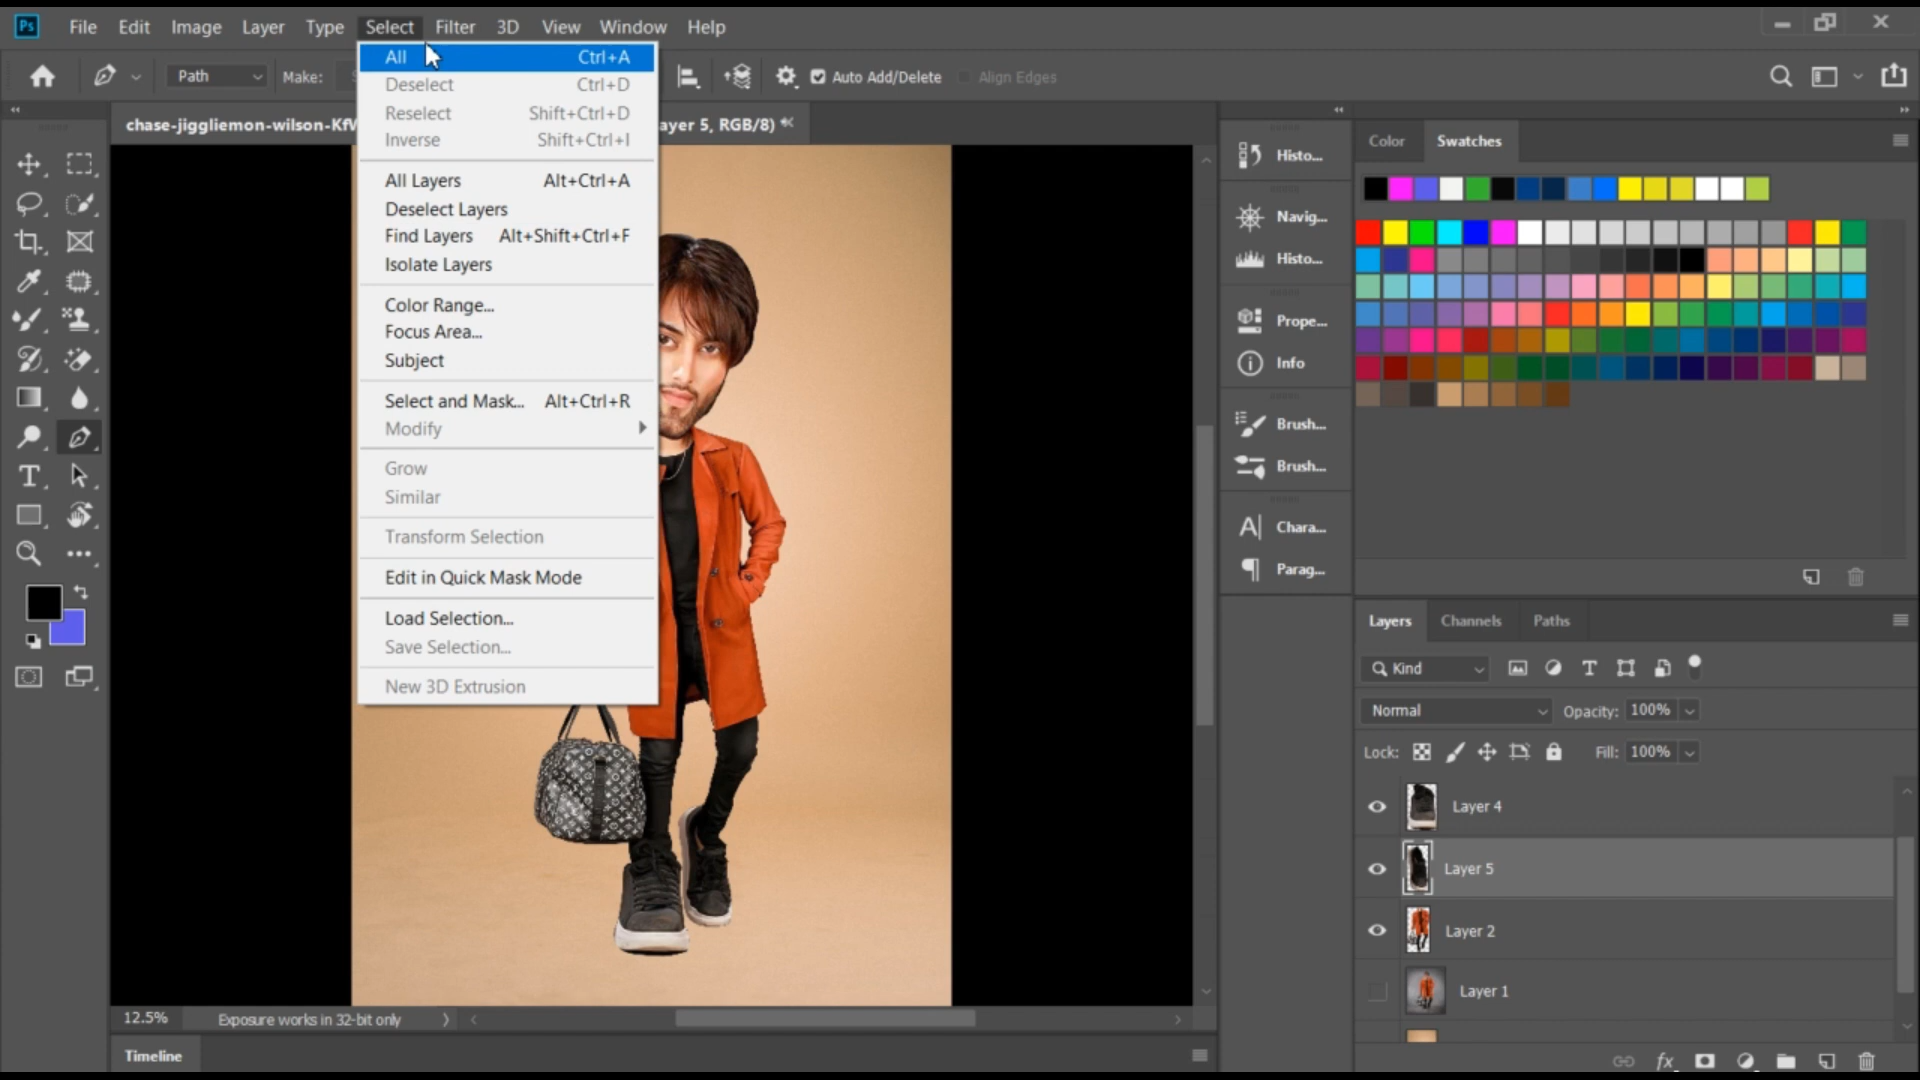 Ps File Edit Image Layer Type Select Filter 3D View Window Help
Path Make: Auto Add/Delete Align Edges
chase-jiggliemon-wilson-Kf ayer 5, RGB/8)
All Ctrl+A
Deselect Ctrl+D
Reselect Shift+Ctrl+D
Inverse Shift+Ctrl+I
All Layers Alt+Ctrl+A
Deselect Layers
Find Layers Alt+Shift+Ctrl+F
Isolate Layers
Color Range...
Focus Area...
Subject
Select and Mask... Alt+Ctrl+R
Modify
Grow
Similar
Transform Selection
Edit in Quick Mask Mode
Load Selection...
Save Selection...
New 3D Extrusion
12.5% Exposure works in 32-bit only
Timeline
Histo...
Navig...
Histo...
Prope...
Info
Brush...
Brush...
Chara...
Parag...
Color Swatches
Layers Channels Paths
Kind
Normal Opacity: 100%
Lock: Fill: 100%
Layer 4
Layer 5
Layer 2
Layer 1
fx